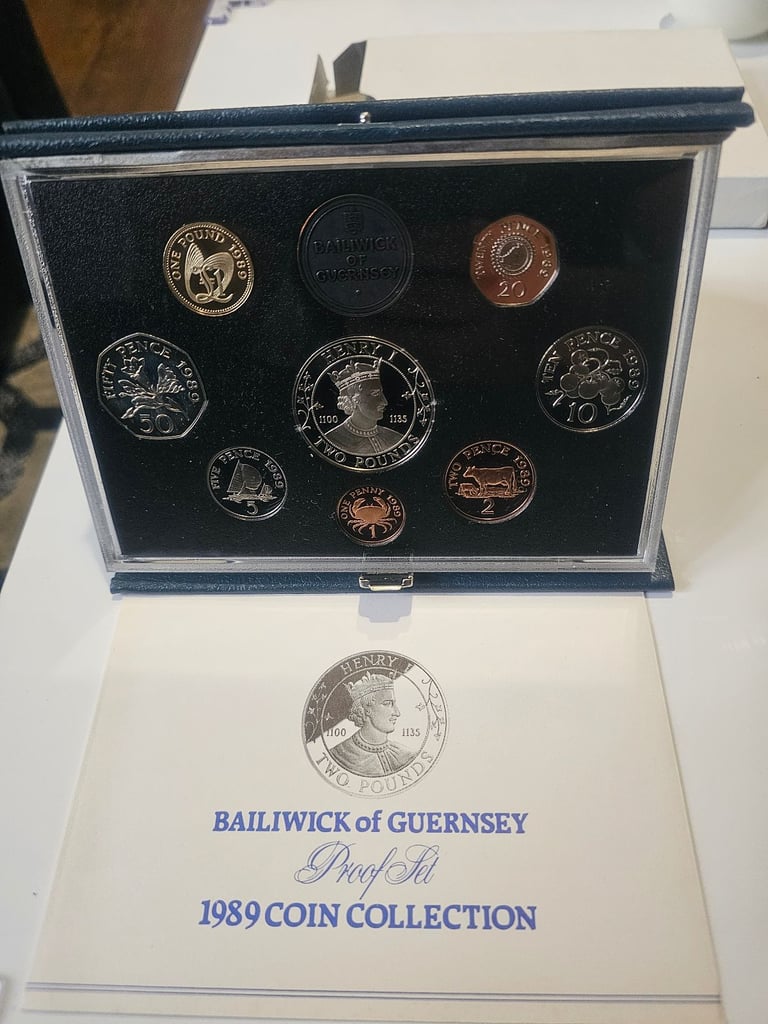 ONE POUND 1989
BAILIWICK
OF
GUERNSEY
TWENTY PENCE 1989
20
FIFTY PENCE 1989
50
HENRY I
1100 1135
TWO POUNDS
TEN PENCE 1989
10
FIVE PENCE 1989
5
ONE PENNY 1989
1
TWO PENCE 1989
2
HENRY I
1100 1135
TWO POUNDS
BAILIWICK of GUERNSEY
Proof Set
1989 COIN COLLECTION